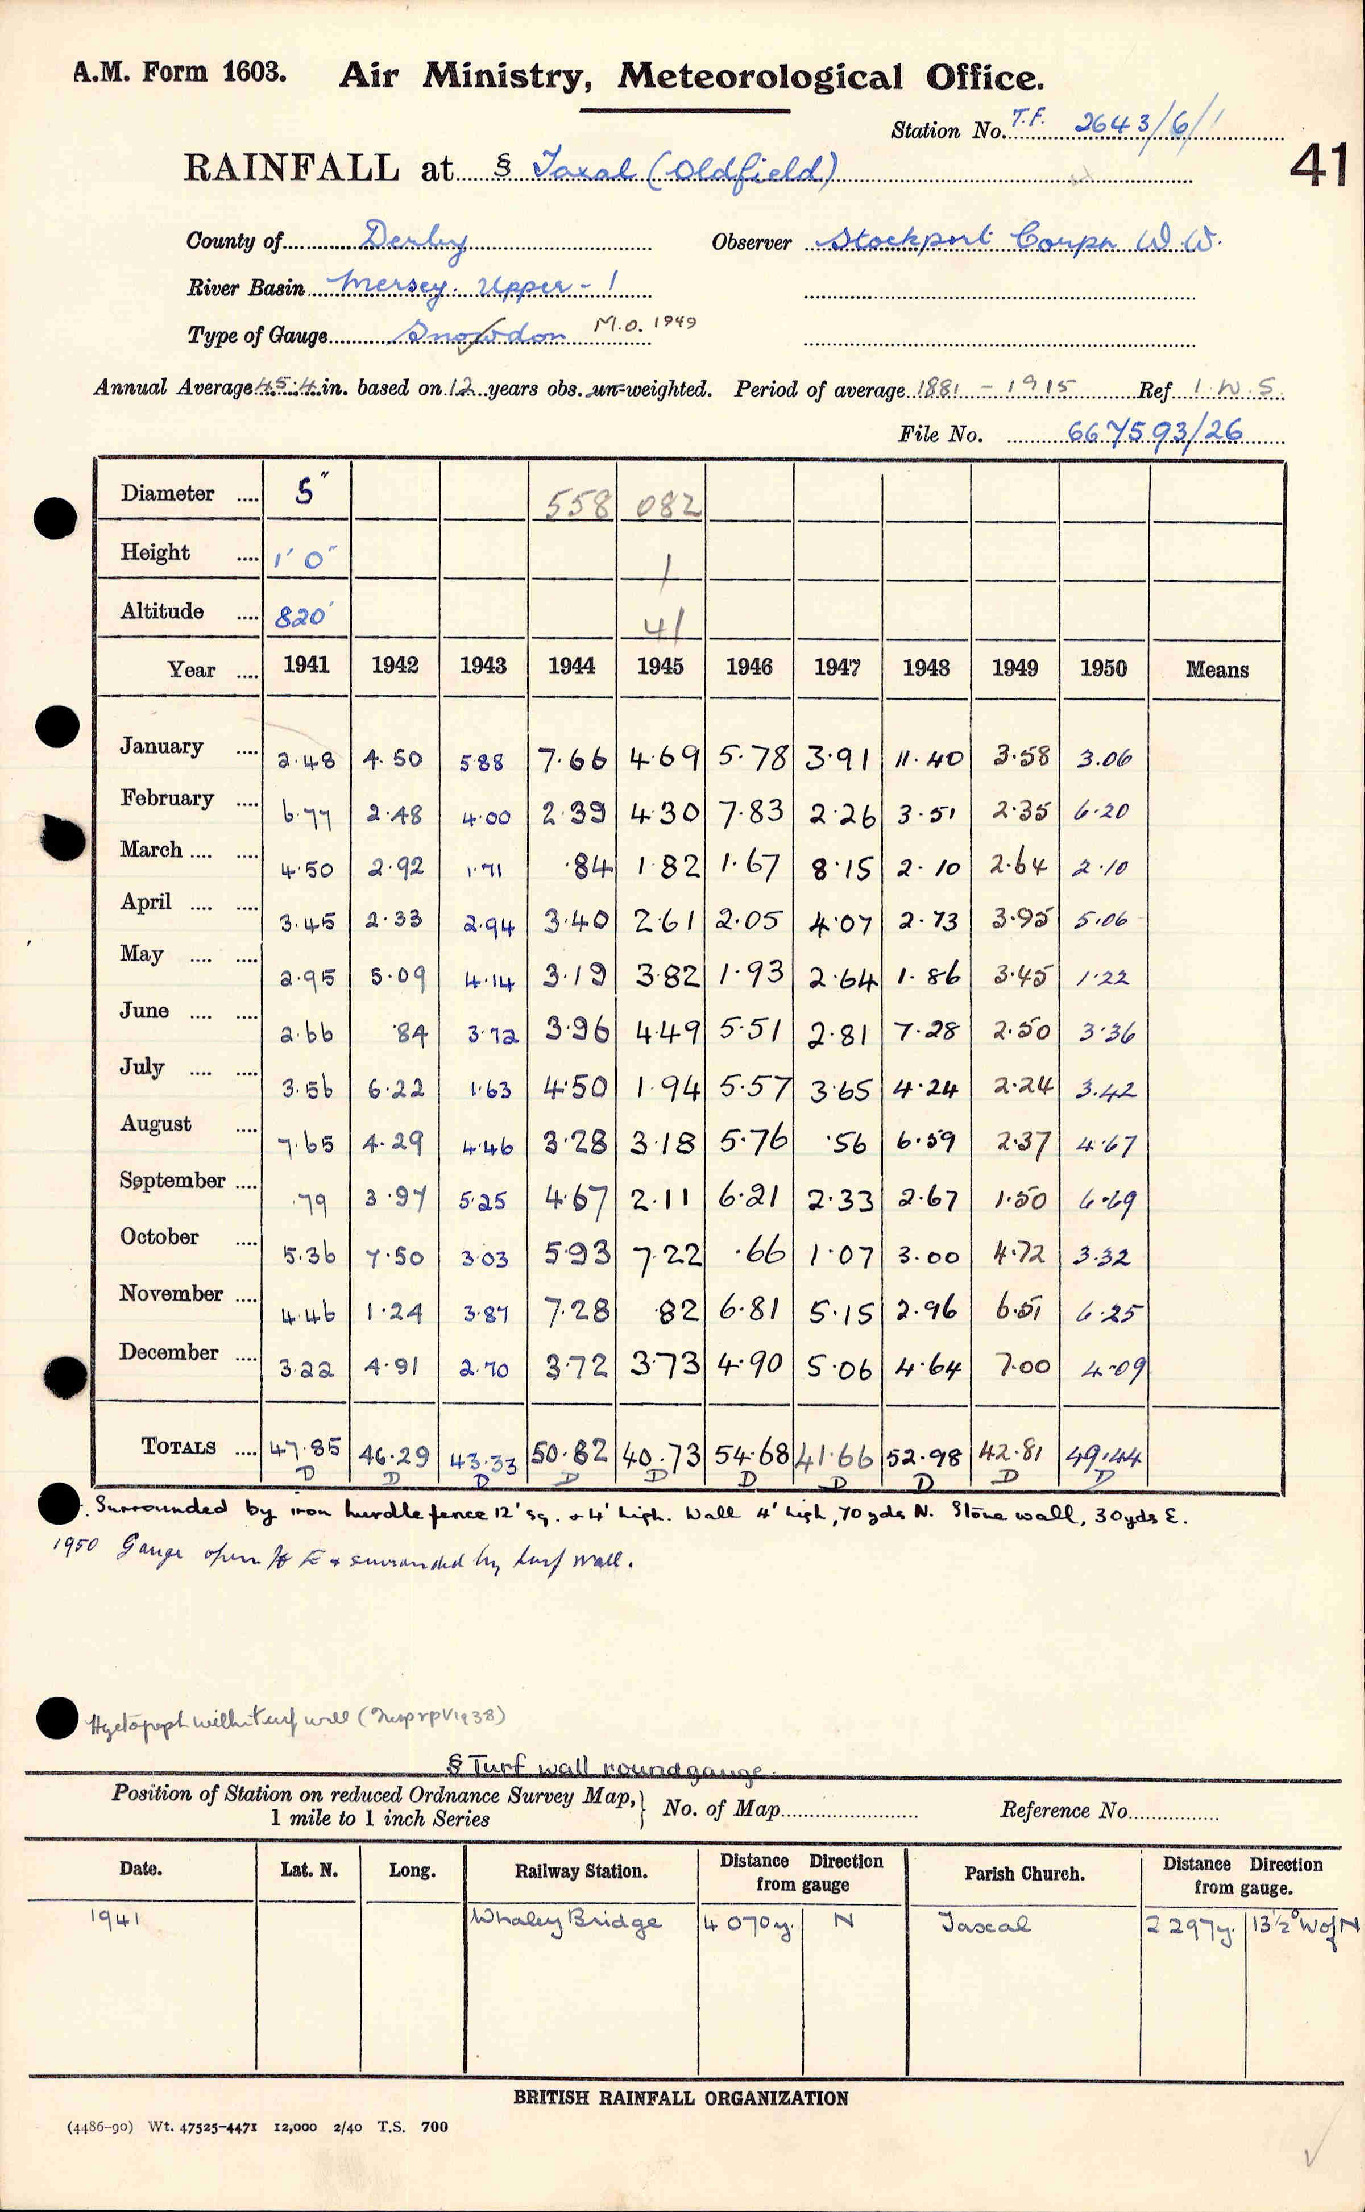 A.M. Form 1603. Air Ministry, Meteorological Office.
Station No. T.F. 2643/6/1
41
RAINFALL at § Taxal (Oldfield)
County of Derby Observer Stockport Corpn W.W.
River Basin Mersey. Upper - 1
Type of Gauge Snowdon M.O. 1949
Annual Average 45.4 in. based on 12 years obs. un-weighted. Period of average 1881 - 1915 Ref I.W.S.
File No. 667593/26
Diameter .... 5" 558 082
Height .... 1' 0" 1
Altitude .... 820' 41
Year .... 1941 1942 1943 1944 1945 1946 1947 1948 1949 1950 Means
January .... 2.48 4.50 5.88 7.66 4.69 5.78 3.91 11.40 3.58 3.06
February .... 6.77 2.48 4.00 2.39 4.30 7.83 2.26 3.51 2.35 6.20
March .... .... 4.50 2.92 1.71 .84 1.82 1.67 8.15 2.10 2.64 2.10
April .... .... 3.45 2.33 2.94 3.40 2.61 2.05 4.07 2.73 3.95 5.06
May .... .... 2.95 5.09 4.14 3.19 3.82 1.93 2.64 1.86 3.45 1.22
June .... .... 2.66 .84 3.72 3.96 4.49 5.51 2.81 7.28 2.50 3.36
July .... .... 3.56 6.22 1.63 4.50 1.94 5.57 3.65 4.24 2.24 3.42
August .... 7.65 4.29 4.46 3.28 3.18 5.76 .56 6.59 2.37 4.67
September .... .79 3.97 5.25 4.67 2.11 6.21 2.33 2.67 1.50 6.69
October .... 5.36 7.50 3.03 5.93 7.22 .66 1.07 3.00 4.72 3.32
November .... 4.46 1.24 3.87 7.28 .82 6.81 5.15 2.96 6.51 6.25
December .... 3.22 4.91 2.70 3.72 3.73 4.90 5.06 4.64 7.00 4.09
TOTALS .... 47.85 46.29 43.33 50.82 40.73 54.68 41.66 52.98 42.81 49.44
D D D D D D D D D D
Surrounded by iron hurdle fence 12' sq. & 4' high. Wall 4' high, 70 yds N. Stone wall, 30 yds E.
1950 Gauge open to E & surrounded by turf wall.
Hyetograph within turf wall 1938)
§ Turf wall round gauge.
Position of Station on reduced Ordnance Survey Map, } No. of Map Reference No.
1 mile to 1 inch Series
Date. Lat. N. Long. Railway Station. Distance Direction from gauge Parish Church. Distance Direction from gauge.
1941 Whaley Bridge 4070y. N Taxal 2297y. 13½° W of N
BRITISH RAINFALL ORGANIZATION
(4486-90) Wt. 47525-4471 12,000 2/40 T.S. 700